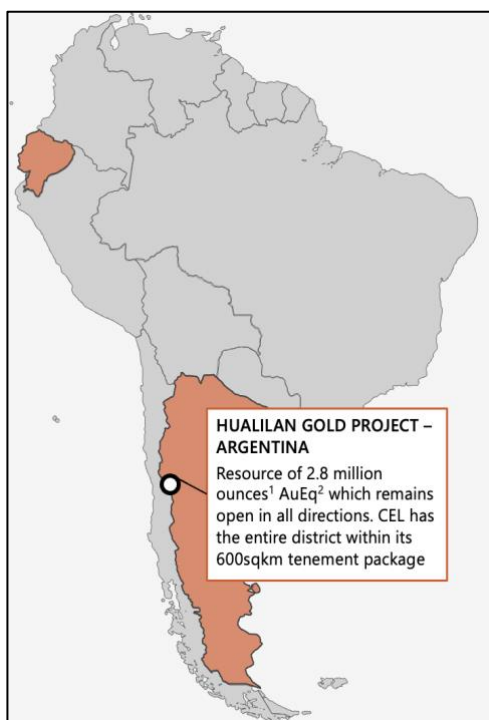 HUALILAN GOLD PROJECT –
ARGENTINA
Resource of 2.8 million
ounces¹ AuEq² which remains
open in all directions. CEL has
the entire district within its
600sqkm tenement package